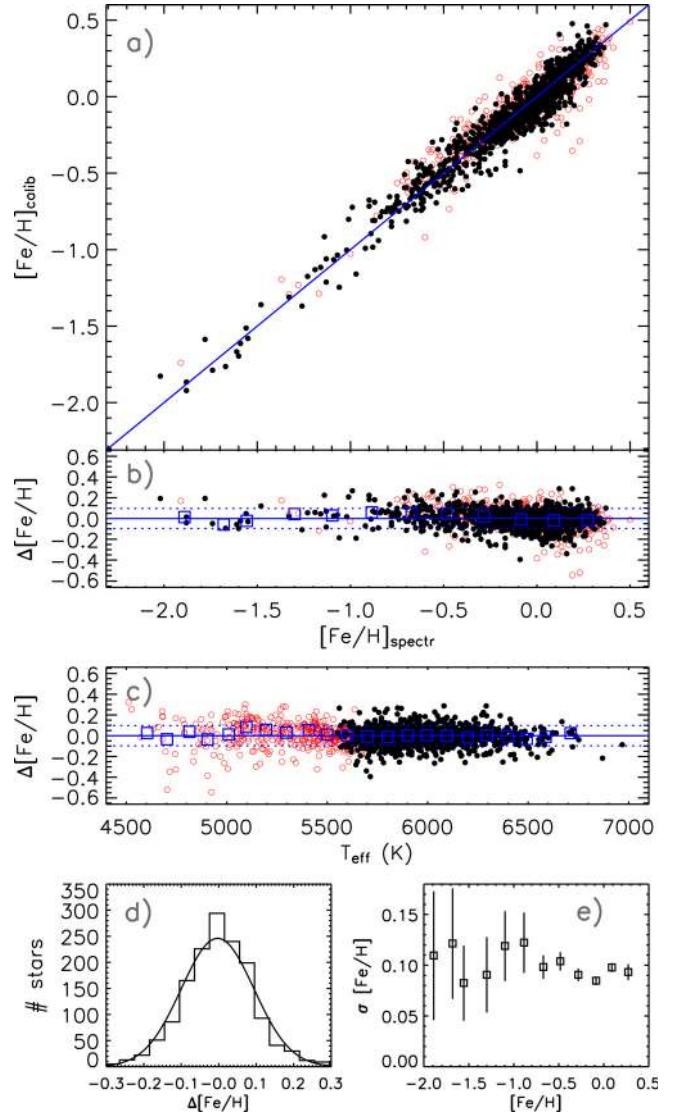 a)
0.5
0.0
−0.5
−1.0
−1.5
−2.0
[Fe/H]calib
b)
0.6
0.4
0.2
0.0
−0.2
−0.4
−0.6
Δ[Fe/H]
−2.0 −1.5 −1.0 −0.5 0.0 0.5
[Fe/H]spectr
c)
0.6
0.4
0.2
0.0
−0.2
−0.4
−0.6
Δ[Fe/H]
4500 5000 5500 6000 6500 7000
Teff (K)
d)
350
300
250
200
150
100
50
0
# stars
−0.3 −0.2 −0.1 −0.0 0.1 0.2 0.3
Δ[Fe/H]
e)
0.15
0.10
0.05
0.00
σ [Fe/H]
−2.0 −1.5 −1.0 −0.5 0.0 0.5
[Fe/H]